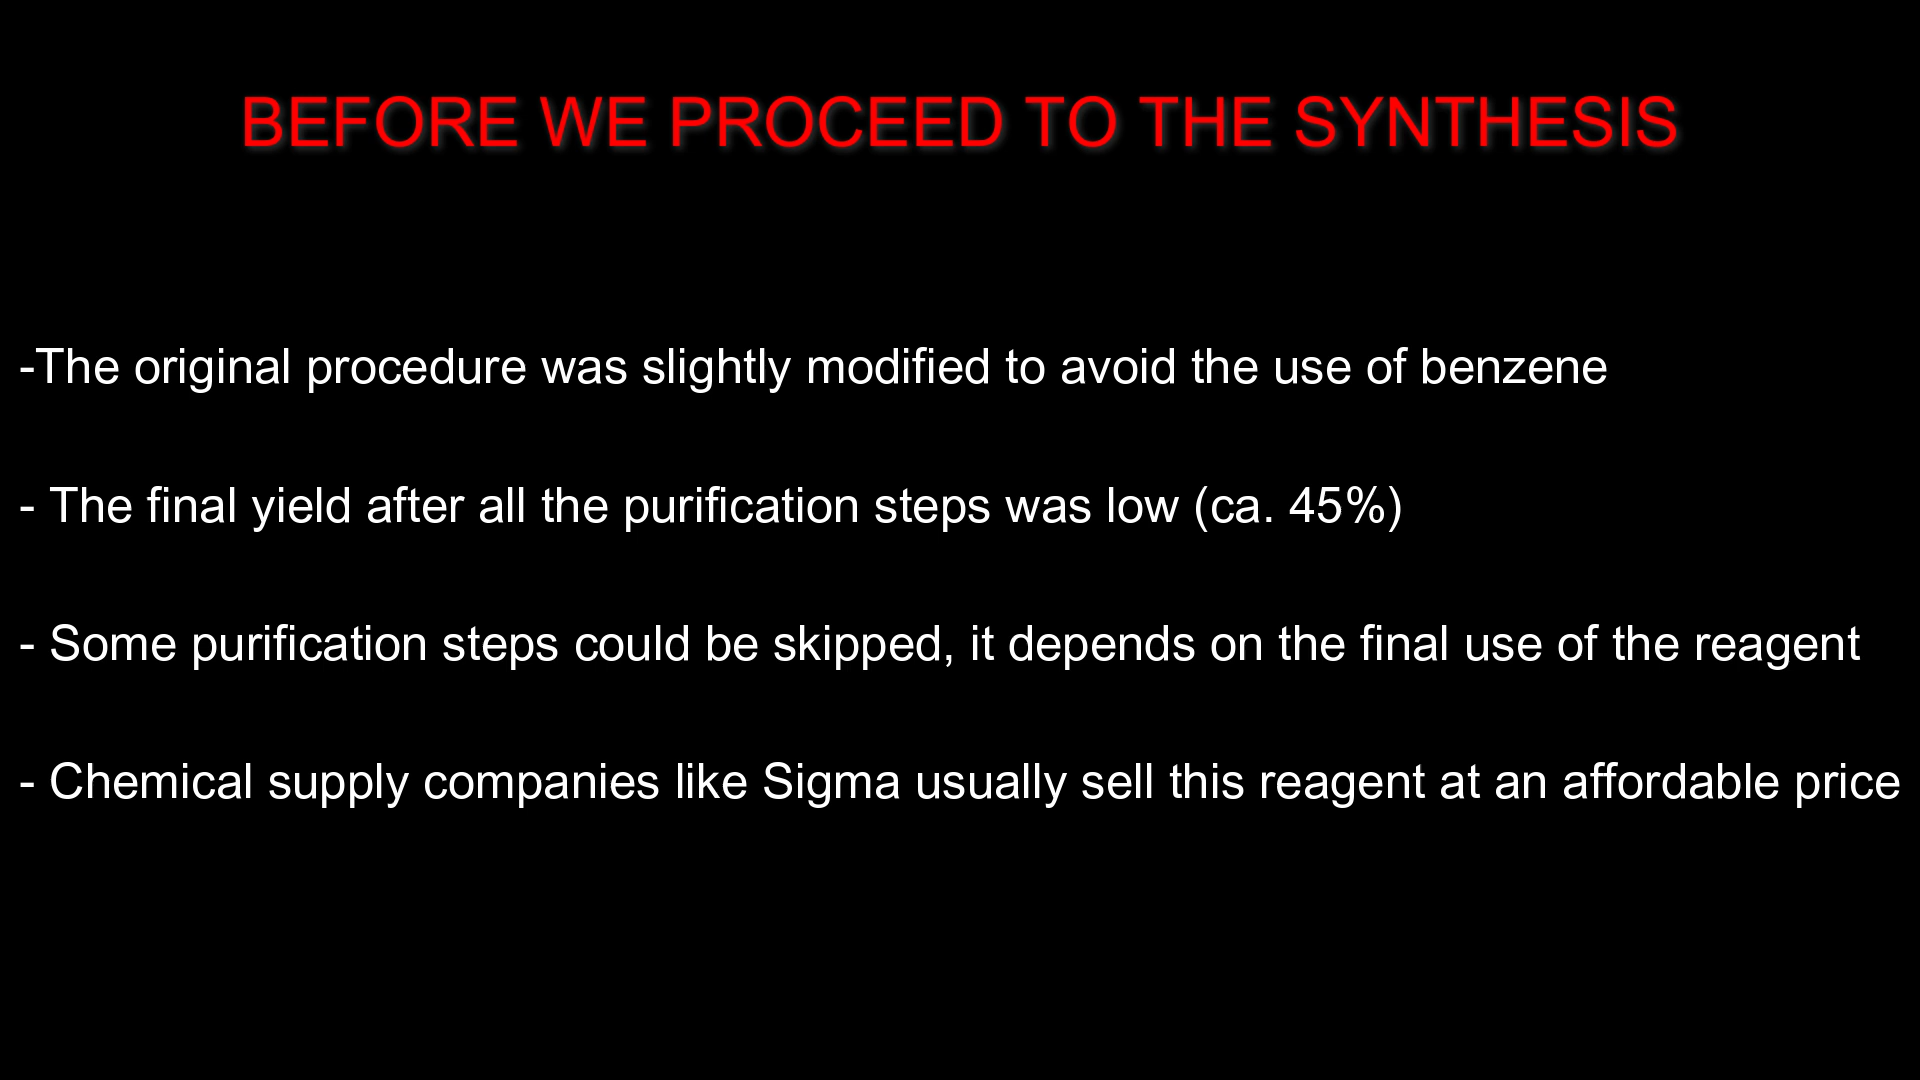 BEFORE WE PROCEED TO THE SYNTHESIS
-The original procedure was slightly modified to avoid the use of benzene
- The final yield after all the purification steps was low (ca. 45%)
- Some purification steps could be skipped, it depends on the final use of the reagent
- Chemical supply companies like Sigma usually sell this reagent at an affordable price